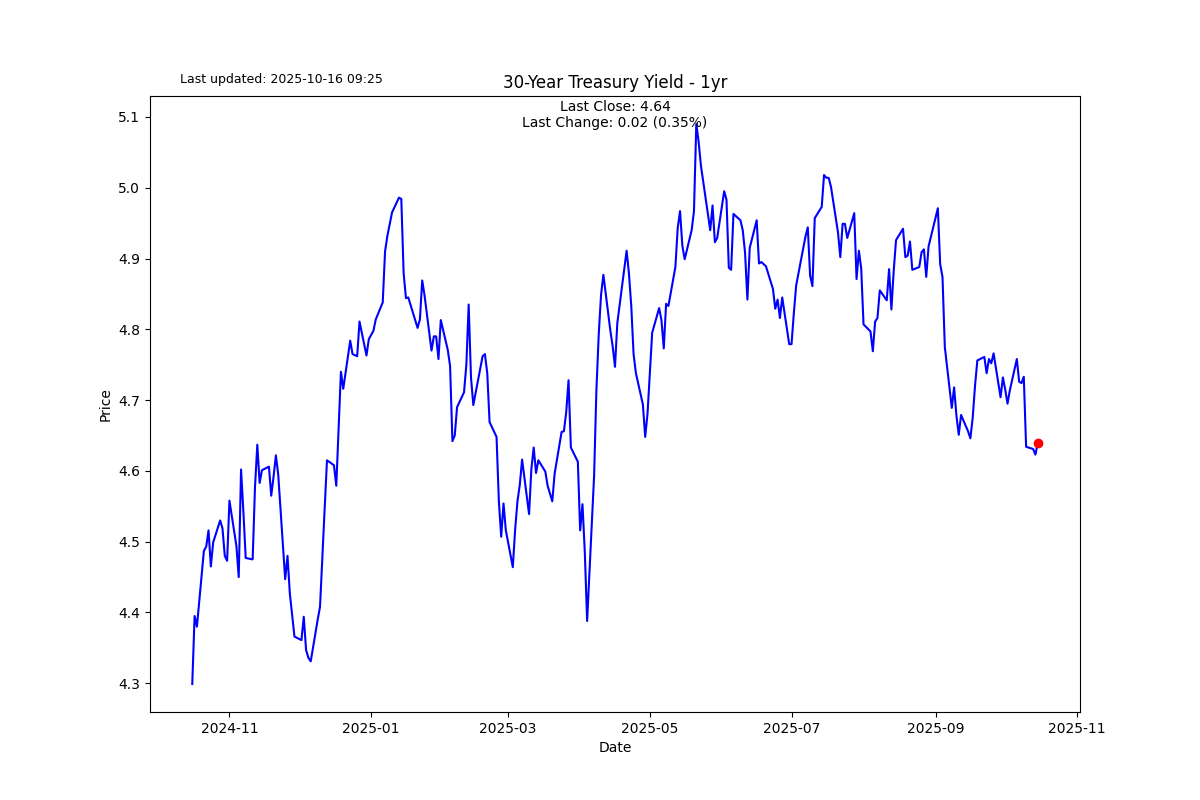 Last updated: 2025-10-16 09:25
30-Year Treasury Yield - 1yr
Last Close: 4.64
Last Change: 0.02 (0.35%)
Price
5.1
5.0
4.9
4.8
4.7
4.6
4.5
4.4
4.3
2024-11
2025-01
2025-03
2025-05
2025-07
2025-09
2025-11
Date